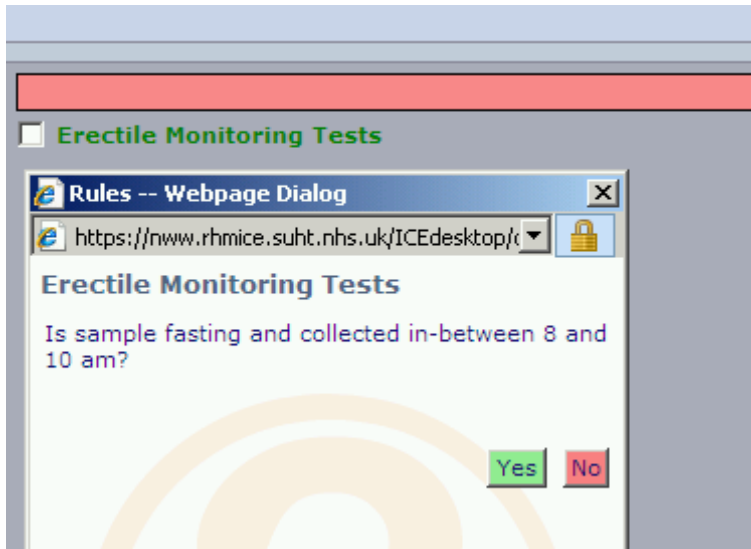 Erectile Monitoring Tests
Rules -- Webpage Dialog
https://nww.rhmice.suht.nhs.uk/ICEdesktop/
Erectile Monitoring Tests
Is sample fasting and collected in-between 8 and
10 am?
Yes No